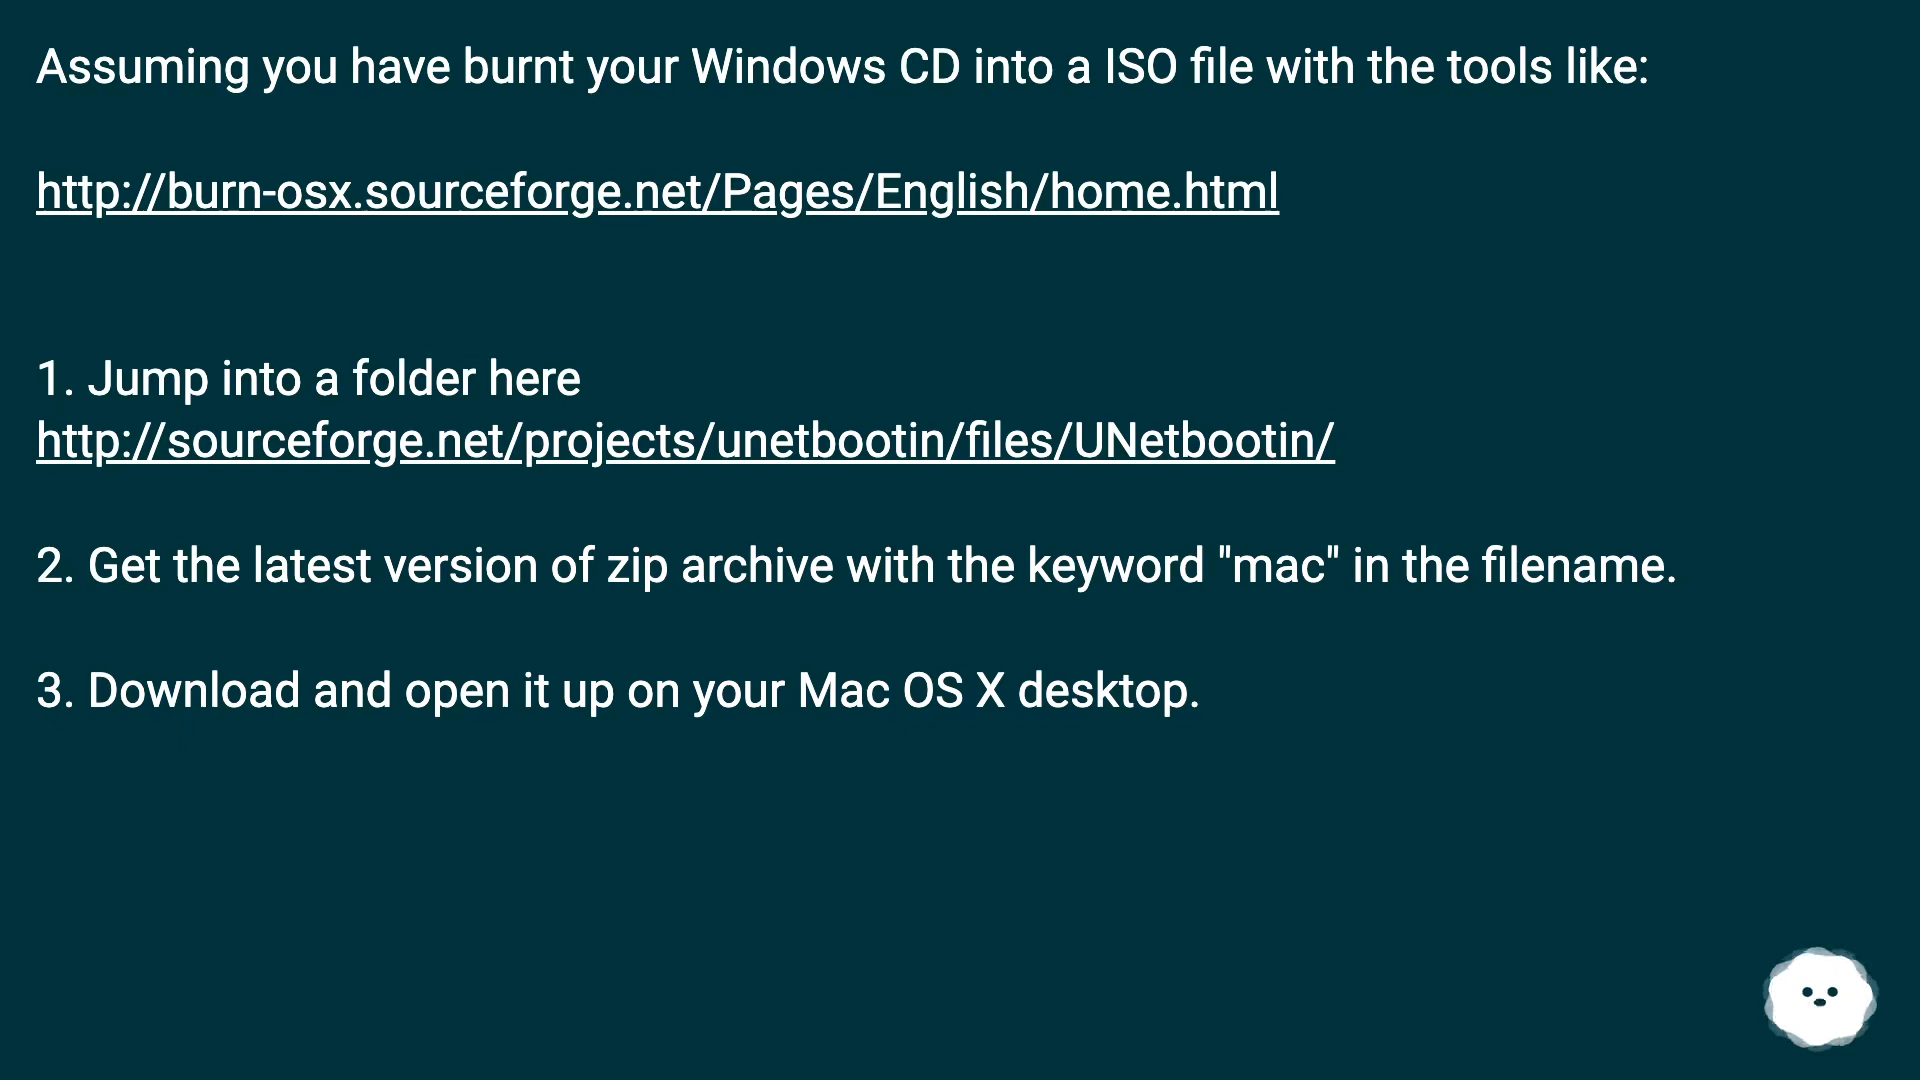 Assuming you have burnt your Windows CD into a ISO file with the tools like:
http://burn-osx.sourceforge.net/Pages/English/home.html
1. Jump into a folder here
http://sourceforge.net/projects/unetbootin/files/UNetbootin/
2. Get the latest version of zip archive with the keyword "mac" in the filename.
3. Download and open it up on your Mac OS X desktop.